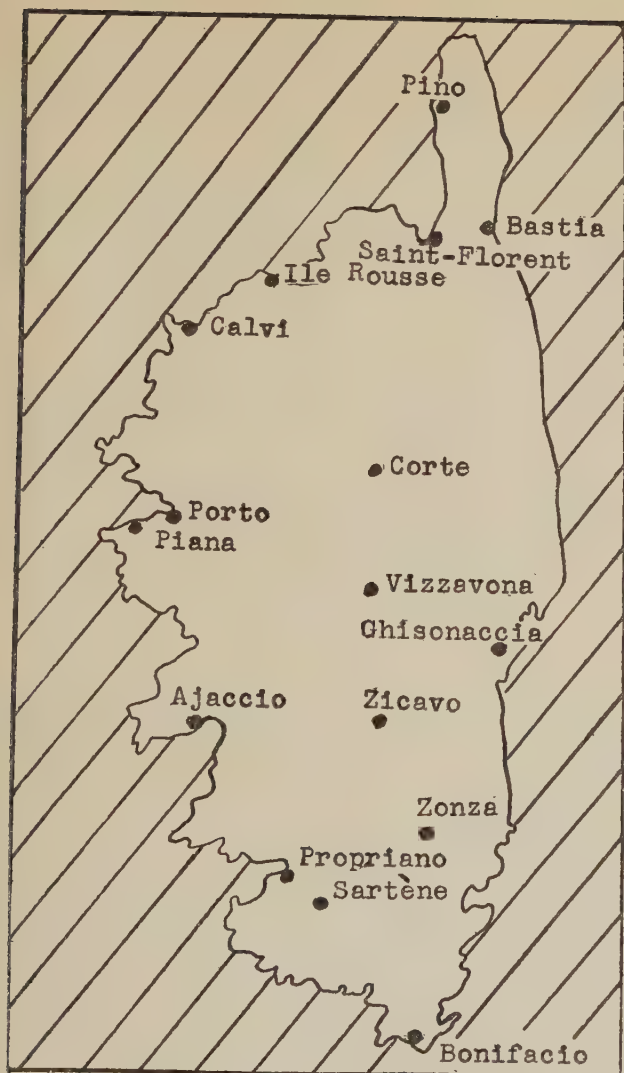 Pino
Bastia
Saint-Florent
Ile Rousse
Calvi
Corte
Porto
Piana
Vizzavona
Ghisonaccia
Ajaccio
Zicavo
Zonza
Propriano
Sartène
Bonifacio